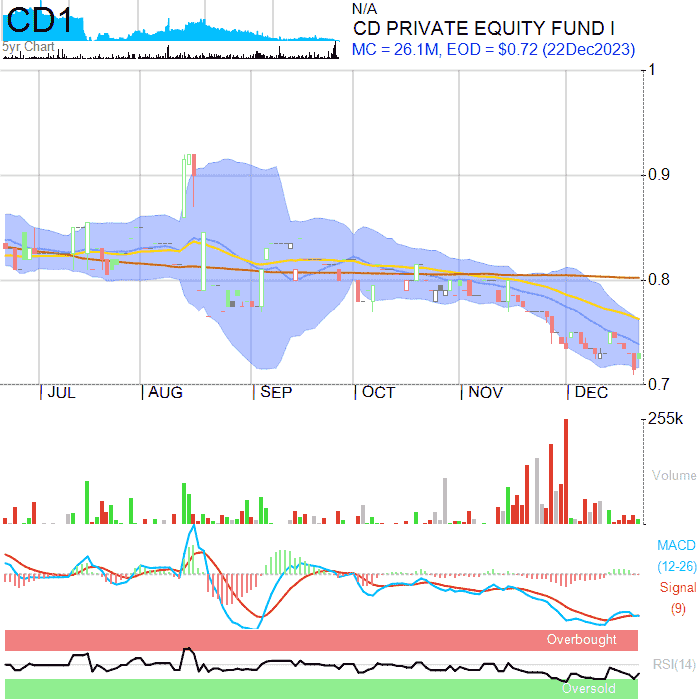 CD1
5yr Chart
N/A
CD PRIVATE EQUITY FUND I
MC = 26.1M, EOD = $0.72 (22Dec2023)
1
0.9
0.8
0.7
JUL AUG SEP OCT NOV DEC
255k
Volume
MACD
(12-26)
Signal
(9)
Overbought
RSI(14)
Oversold